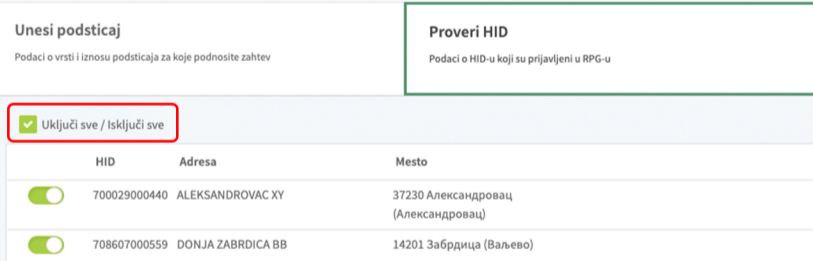 Unesi podsticaj
Podaci o vrsti i iznosu podsticaja za koje podnosite zahtev
Proveri HID
Podaci o HID-u koji su prijavljeni u RPG-u
Uključi sve / Isključi sve
HID Adresa Mesto
700029000440 ALEKSANDROVAC XY 37230 Александровац
(Александровац)
708607000559 DONJA ZABRDICA BB 14201 Забрдица (Ваљево)